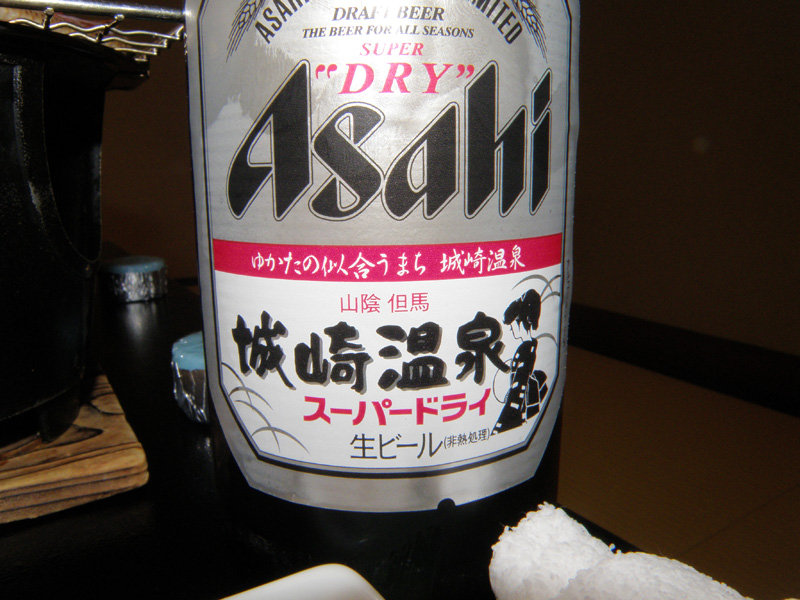 ASAHI
LIMITED
DRAFT BEER
THE BEER FOR ALL SEASONS
SUPER
"DRY"
Asahi
ゆかたの似合うまち 城崎温泉
山陰 但馬
城崎温泉
スーパードライ
生ビール(非熱処理)